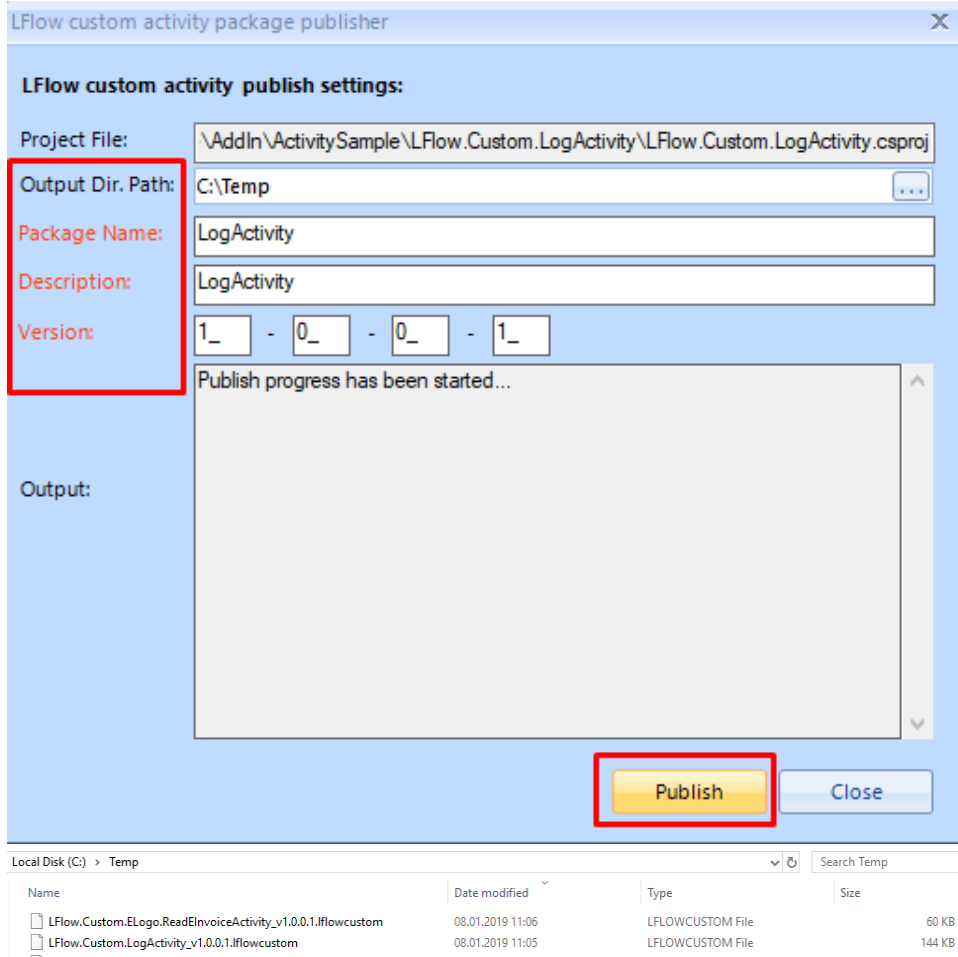 LFlow custom activity package publisher X
LFlow custom activity publish settings:
Project File: \AddIn\ActivitySample\LFlow.Custom.LogActivity\LFlow.Custom.LogActivity.csproj
Output Dir. Path: C:\Temp ...
Package Name: LogActivity
Description: LogActivity
Version: 1_ - 0_ - 0_ - 1_
Publish progress has been started...
Output:
Publish Close
Local Disk (C:) > Temp Search Temp
Name Date modified Type Size
LFlow.Custom.ELogo.ReadEInvoiceActivity_v1.0.0.1.lflowcustom 08.01.2019 11:06 LFLOWCUSTOM File 60 KB
LFlow.Custom.LogActivity_v1.0.0.1.lflowcustom 08.01.2019 11:05 LFLOWCUSTOM File 144 KB